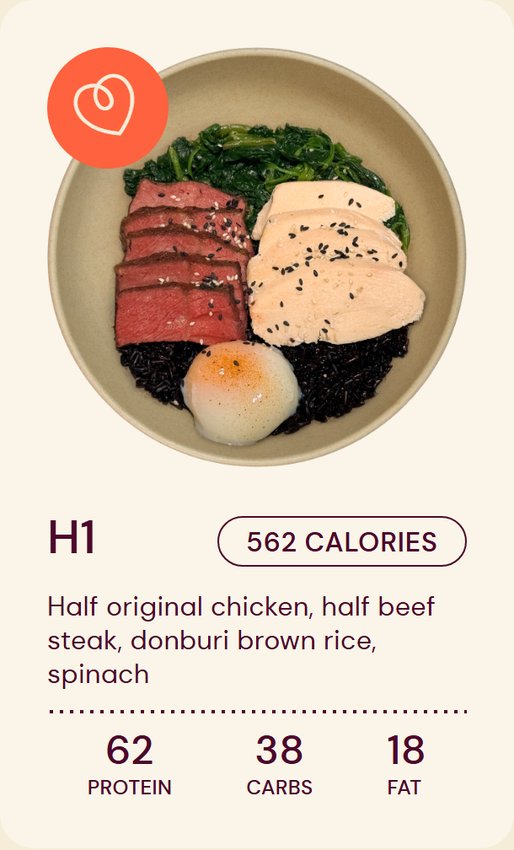 H1
562 CALORIES
Half original chicken, half beef
steak, donburi brown rice,
spinach
62 38 18
PROTEIN CARBS FAT